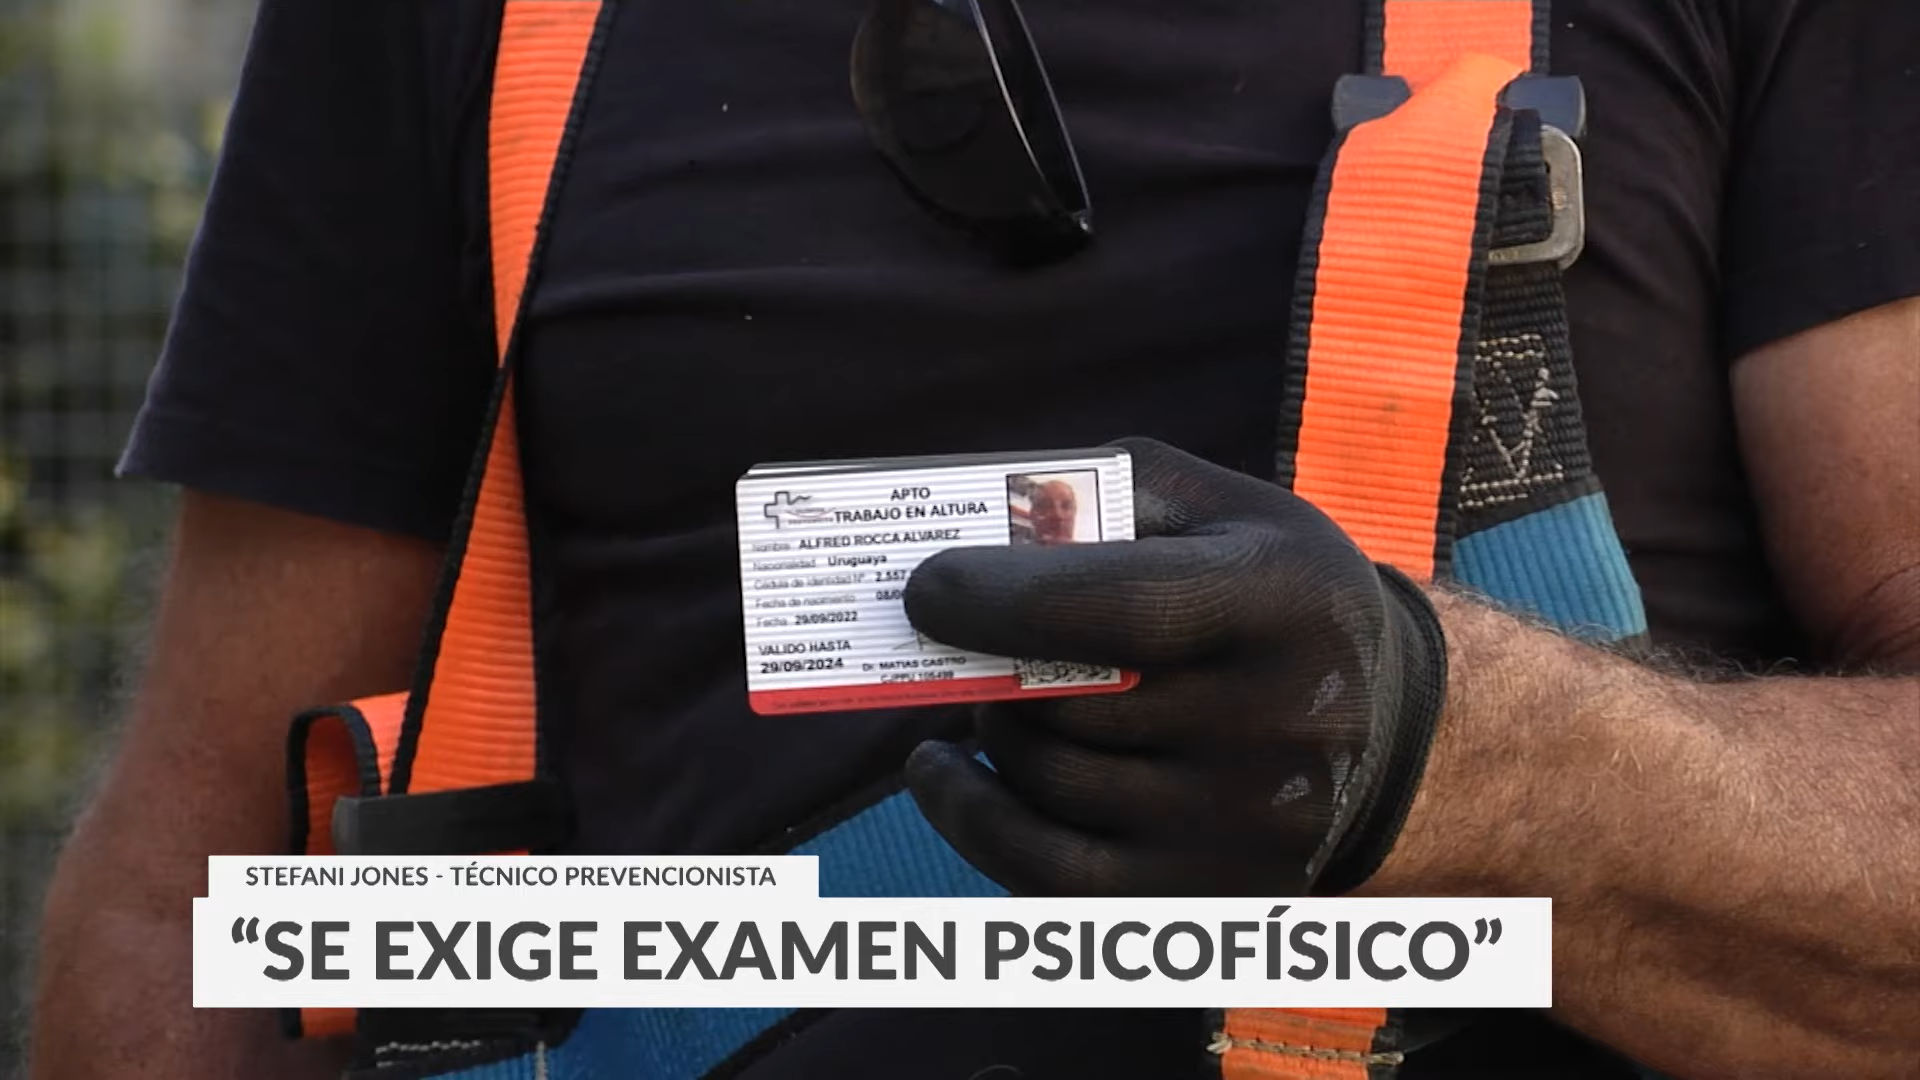 APTO
TRABAJO EN ALTURA
Nombre ALFRED ROCCA ALVAREZ
Nacionalidad Uruguaya
Cédula de Identidad Nº 2.557
Fecha de nacimiento 08/0
Fecha 29/09/2022
VALIDO HASTA
29/09/2024
Dr. MATIAS CASTRO
STEFANI JONES - TÉCNICO PREVENCIONISTA
“SE EXIGE EXAMEN PSICOFÍSICO”